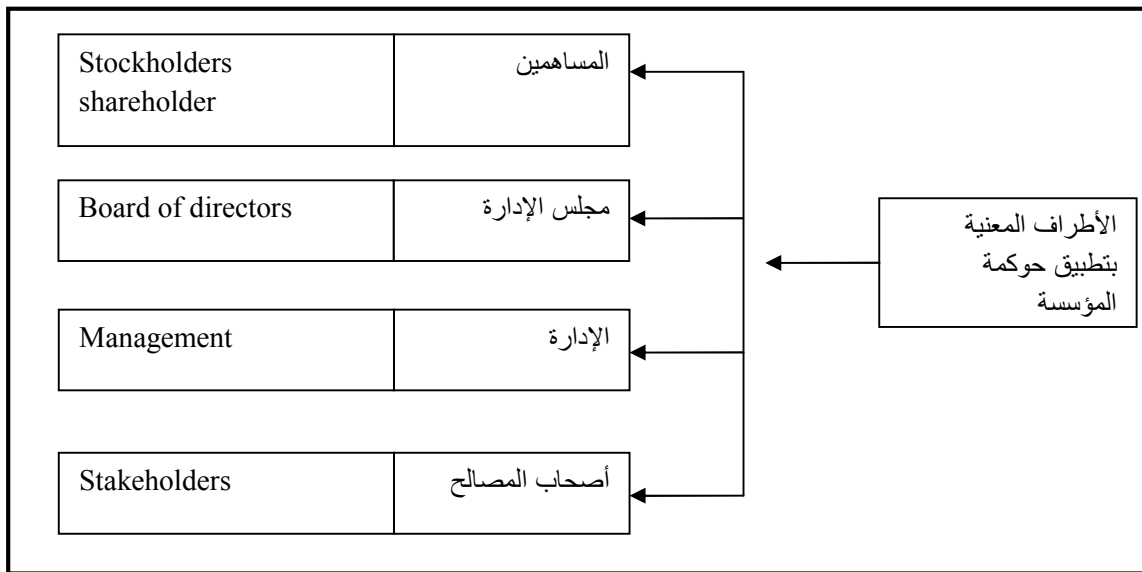 الأطراف المعنية
بتطبيق حوكمة
المؤسسة
المساهمين
Stockholders
shareholder
مجلس الإدارة
Board of directors
الإدارة
Management
أصحاب المصالح
Stakeholders